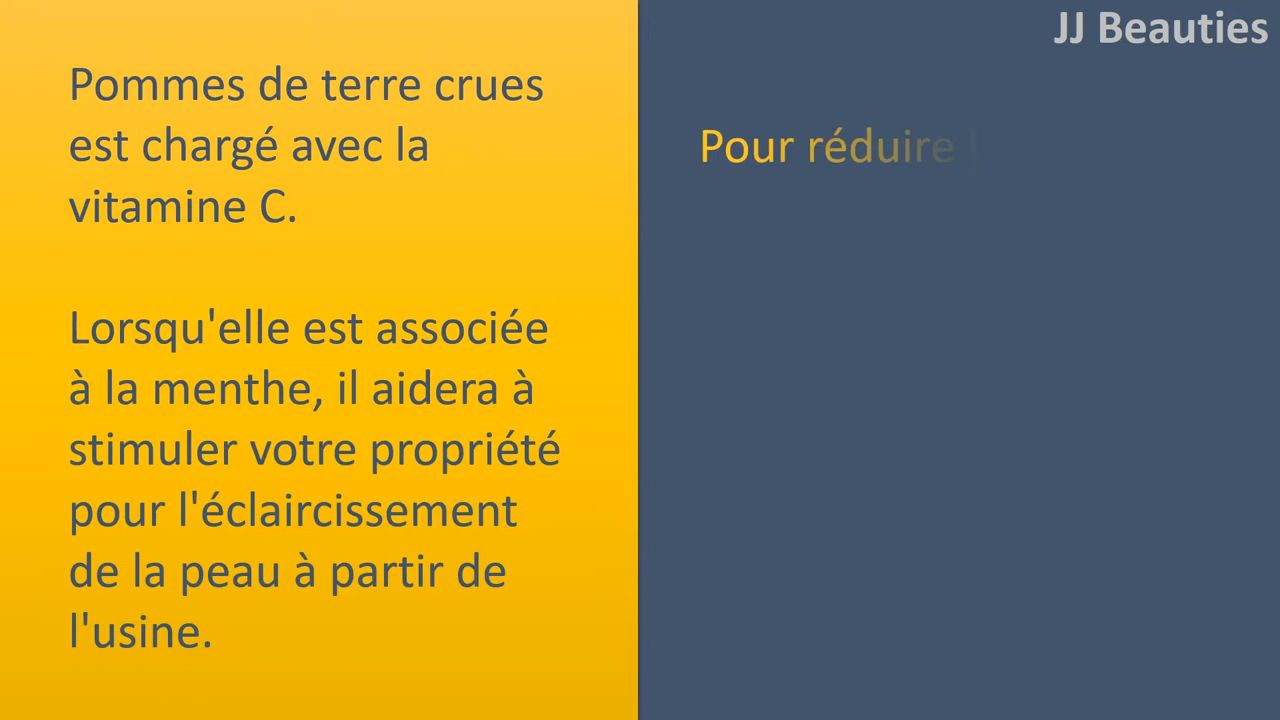 Pommes de terre crues
est chargé avec la
vitamine C.
Lorsqu'elle est associée
à la menthe, il aidera à
stimuler votre propriété
pour l'éclaircissement
de la peau à partir de
l'usine.
JJ Beauties
Pour réduire